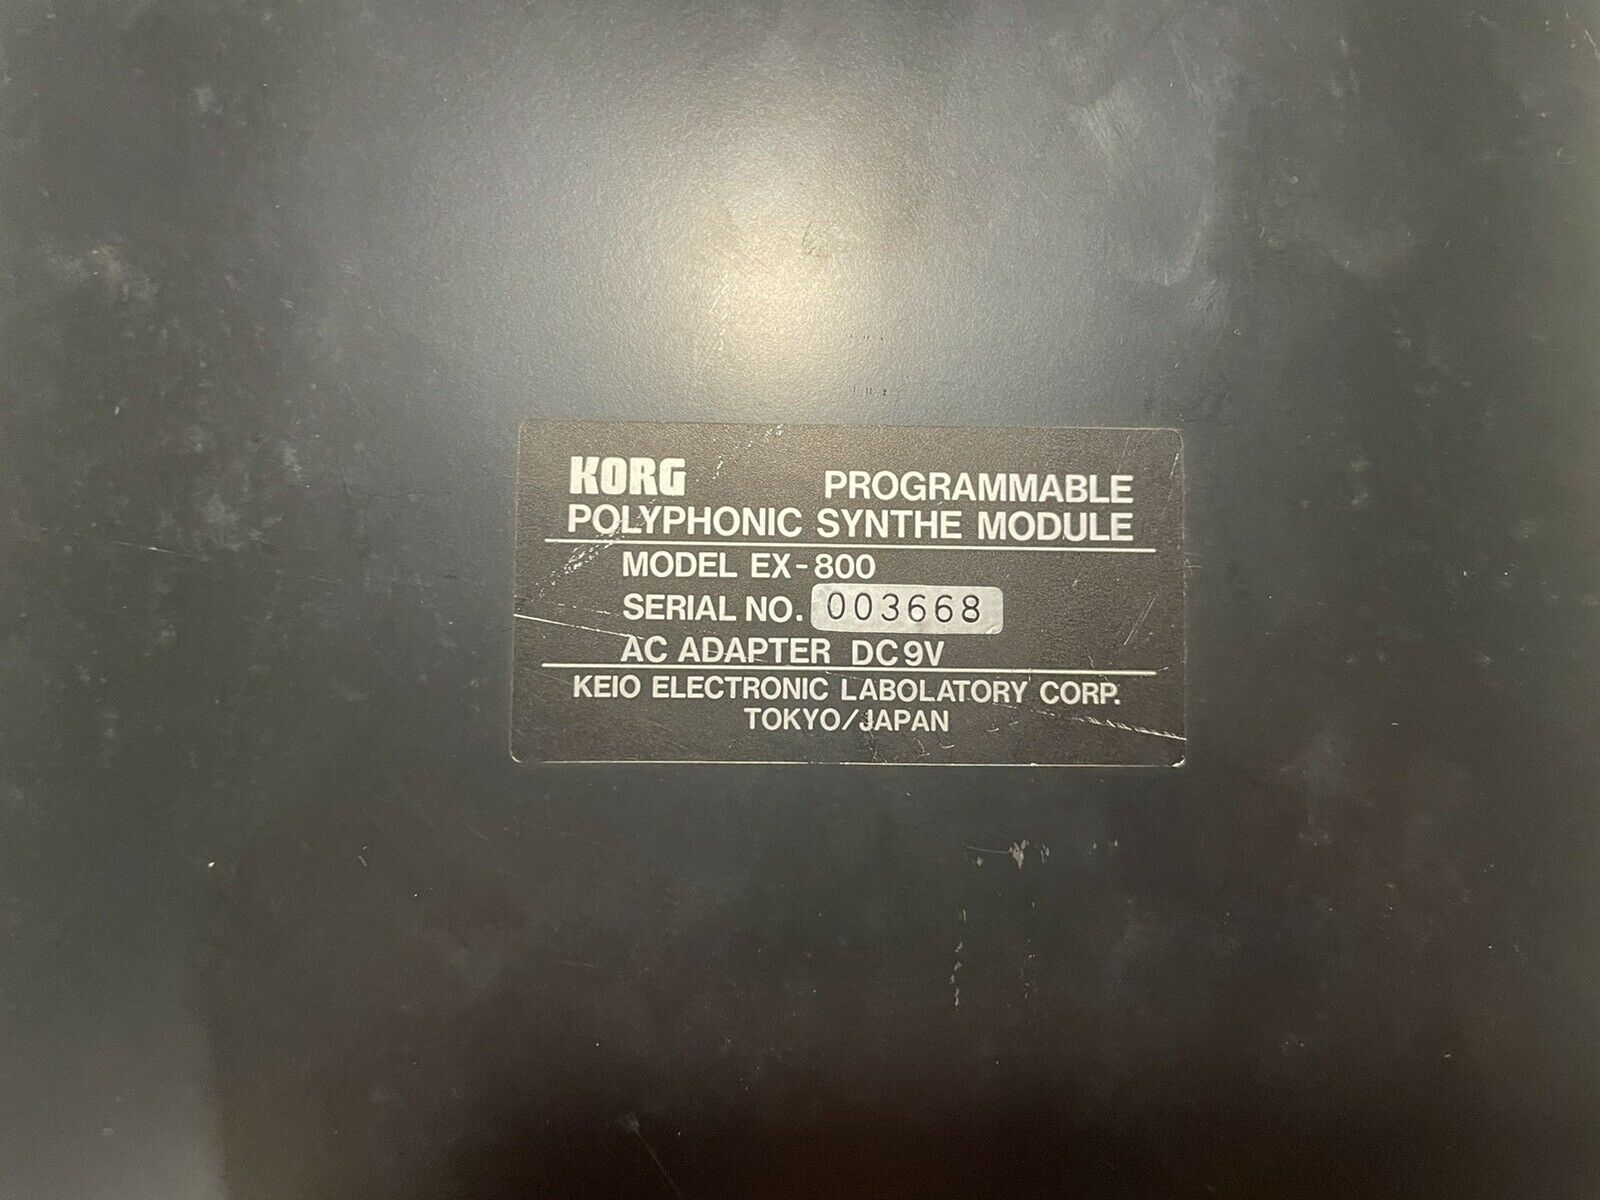 KORG PROGRAMMABLE
POLYPHONIC SYNTHE MODULE
MODEL EX-800
SERIAL NO. 003668
AC ADAPTER DC9V
KEIO ELECTRONIC LABOLATORY CORP.
TOKYO/JAPAN